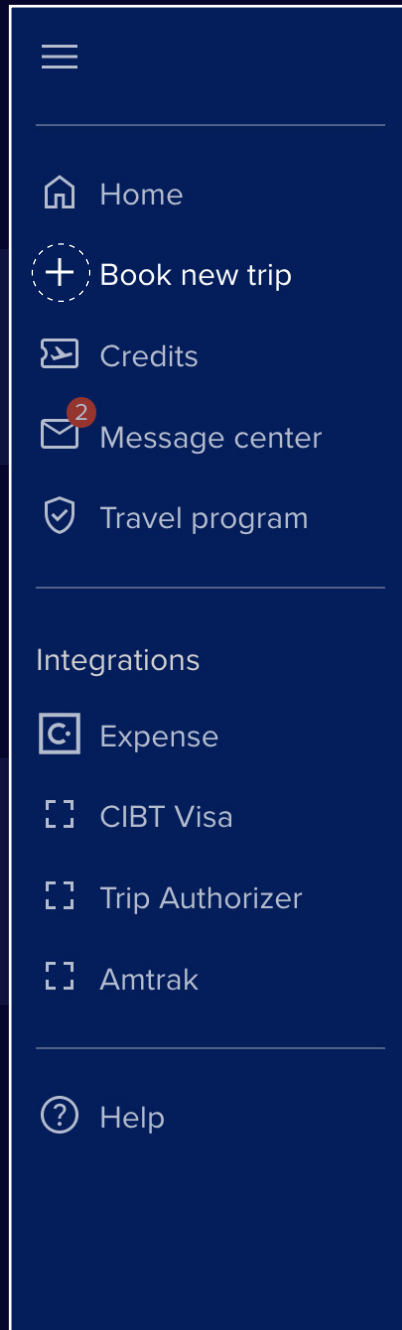 Home
Book new trip
Credits
2
Message center
Travel program
Integrations
C· Expense
CIBT Visa
Trip Authorizer
Amtrak
? Help